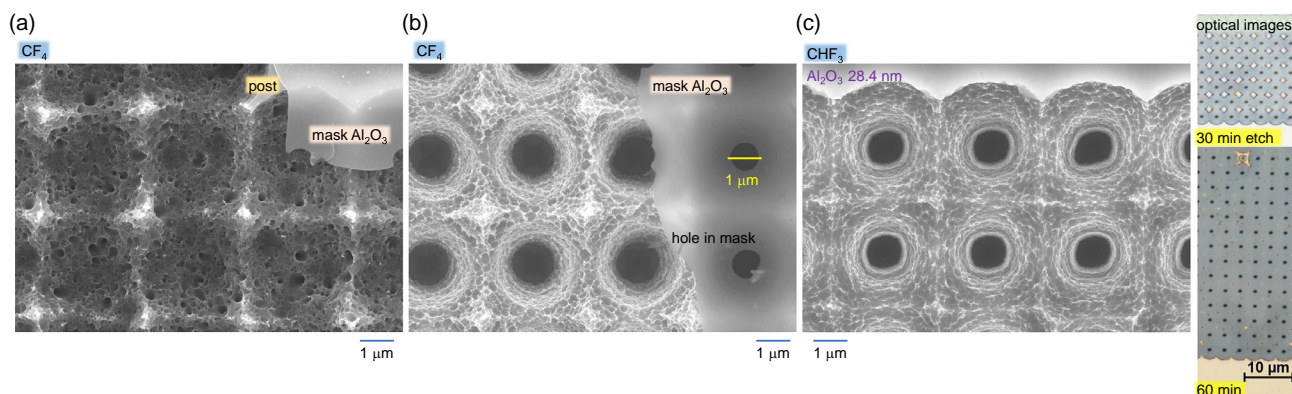 (a)
CF₄
post
mask Al₂O₃
1 μm
(b)
CF₄
mask Al₂O₃
1 μm
hole in mask
1 μm
(c)
CHF₃
Al₂O₃ 28.4 nm
1 μm
optical images
30 min etch
10 μm
60 min